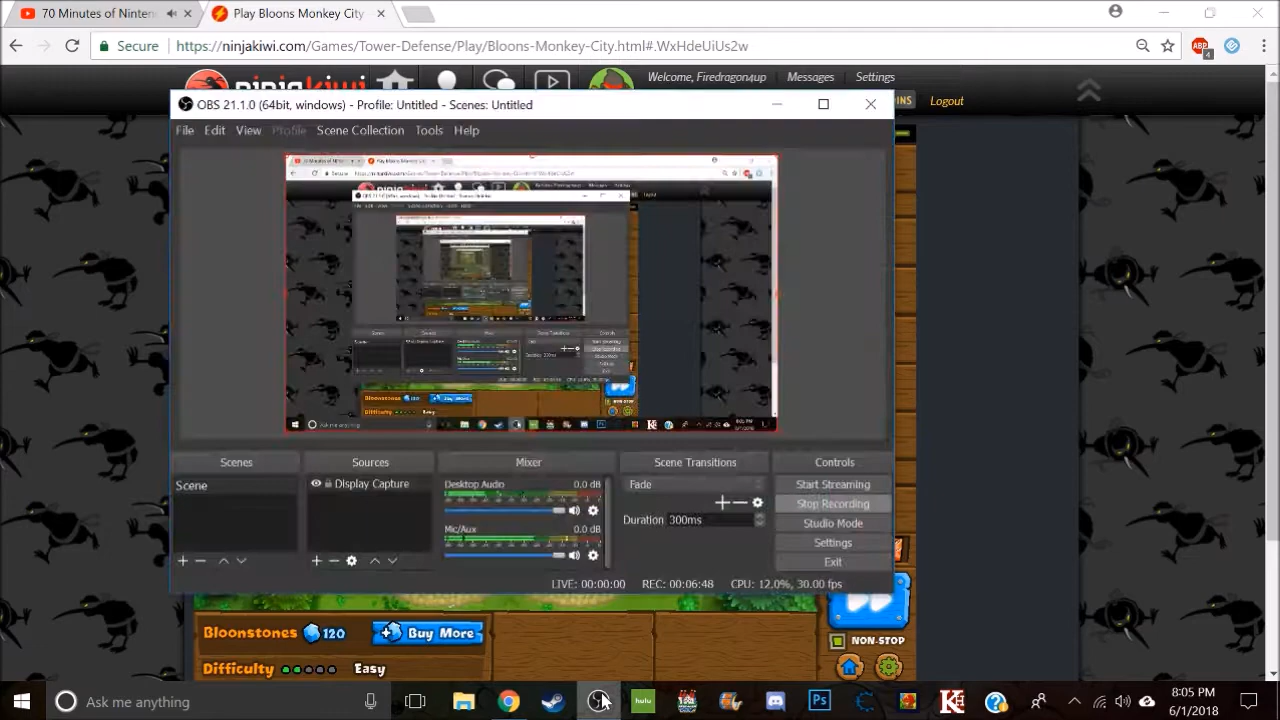 70 Minutes of Ninten
Play Bloons Monkey City
Secure
https://ninjakiwi.com/Games/Tower-Defense/Play/Bloons-Monkey-City.html#.WxHdeUiUs2w
ABP
4
ninjakiwi
Welcome, Firedragon4up
Messages
Settings
Logout
OBS 21.1.0 (64bit, windows) - Profile: Untitled - Scenes: Untitled
File
Edit
View
Profile
Scene Collection
Tools
Help
Scenes
Sources
Mixer
Scene Transitions
Controls
Scene
Display Capture
Desktop Audio
0.0 dB
Mic/Aux
0.0 dB
Fade
Duration
300ms
Start Streaming
Stop Recording
Studio Mode
Settings
Exit
LIVE: 00:00:00
REC: 00:06:48
CPU: 12.0%, 30.00 fps
Bloonstones
120
Buy More
NON-STOP
Difficulty
Easy
Ask me anything
hulu
Ps
8:05 PM
6/1/2018